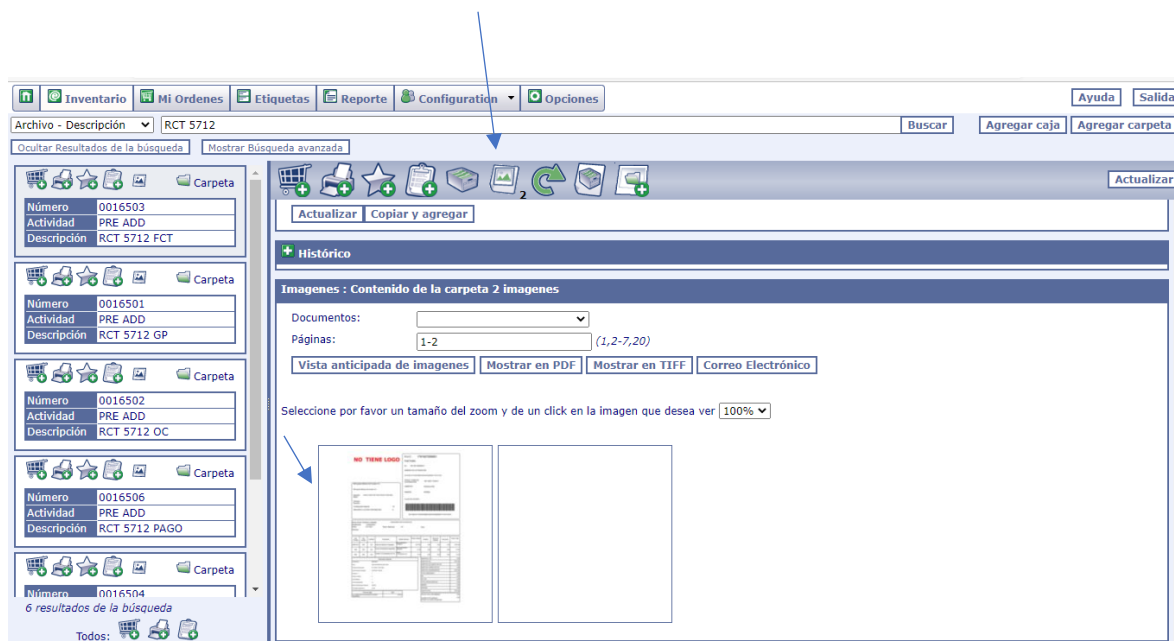 Inventario Mi Ordenes Etiquetas Reporte Configuration Opciones Ayuda Salida
Archivo - Descripción RCT 5712 Buscar Agregar caja Agregar carpeta
Ocultar Resultados de la búsqueda Mostrar Búsqueda avanzada
Carpeta
Número 0016503
Actividad PRE ADD
Descripción RCT 5712 FCT
Carpeta
Número 0016501
Actividad PRE ADD
Descripción RCT 5712 GP
Carpeta
Número 0016502
Actividad PRE ADD
Descripción RCT 5712 OC
Carpeta
Número 0016506
Actividad PRE ADD
Descripción RCT 5712 PAGO
Carpeta
Número 0016504
6 resultados de la búsqueda
Todos:
2
Actualizar
Actualizar Copiar y agregar
Histórico
Imagenes : Contenido de la carpeta 2 imagenes
Documentos:
Páginas: 1-2 (1,2-7,20)
Vista anticipada de imagenes Mostrar en PDF Mostrar en TIFF Correo Electrónico
Seleccione por favor un tamaño del zoom y de un click en la imagen que desea ver 100%
NO TIENE LOGO